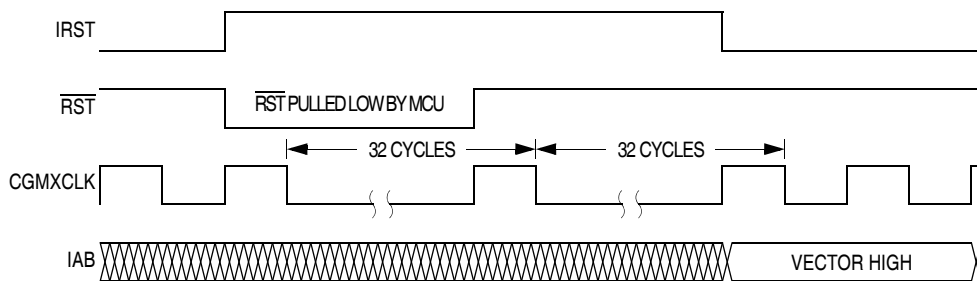 IRST
RST
RST PULLED LOW BY MCU
32 CYCLES
32 CYCLES
CGMXCLK
IAB
VECTOR HIGH